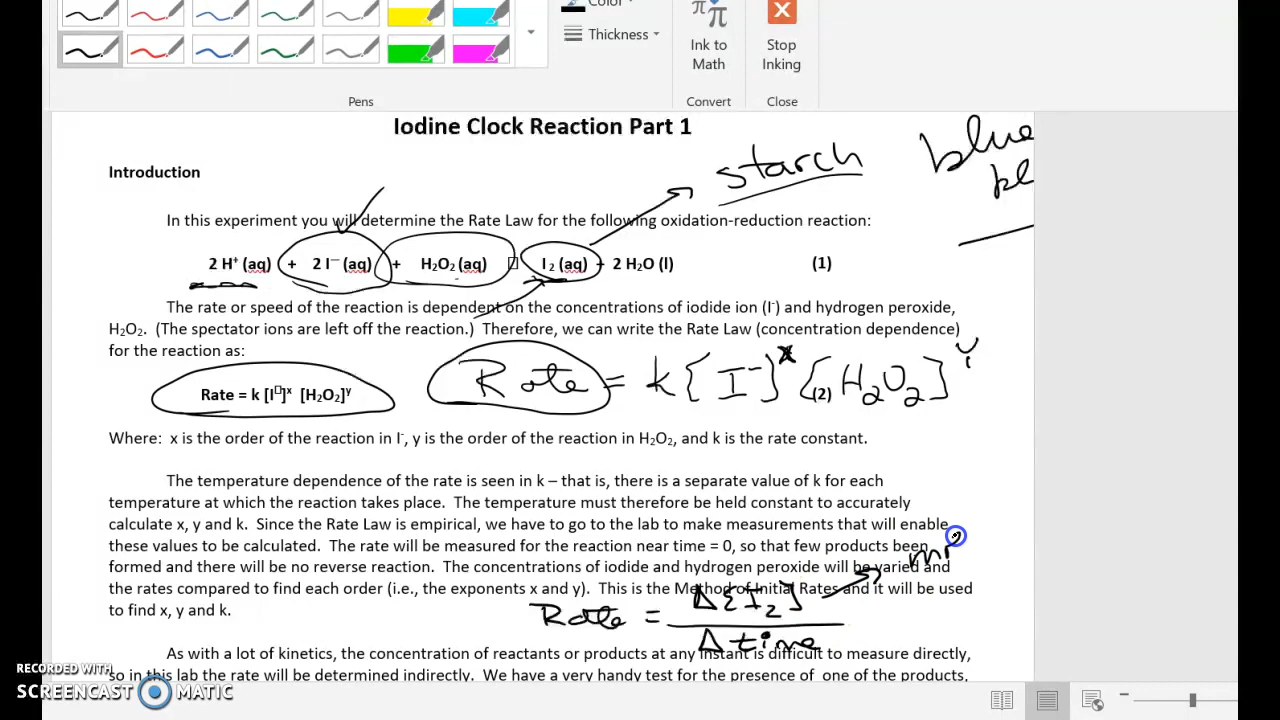 Color
Thickness
Ink to
Math
Stop
Inking
Pens
Convert
Close
Iodine Clock Reaction Part 1
blue
bl
starch
Introduction
In this experiment you will determine the Rate Law for the following oxidation-reduction reaction:
2 H⁺ (aq) + 2 I⁻ (aq) + H₂O₂ (aq) □ I₂ (aq) + 2 H₂O (l) (1)
The rate or speed of the reaction is dependent on the concentrations of iodide ion (I⁻) and hydrogen peroxide,
H₂O₂. (The spectator ions are left off the reaction.) Therefore, we can write the Rate Law (concentration dependence)
for the reaction as:
Rate = k [I⁻]ˣ [H₂O₂]ʸ
Rate = k [I□]ˣ [H₂O₂]ʸ (2)
Where: x is the order of the reaction in I⁻, y is the order of the reaction in H₂O₂, and k is the rate constant.
The temperature dependence of the rate is seen in k – that is, there is a separate value of k for each
temperature at which the reaction takes place. The temperature must therefore be held constant to accurately
calculate x, y and k. Since the Rate Law is empirical, we have to go to the lab to make measurements that will enable
these values to be calculated. The rate will be measured for the reaction near time = 0, so that few products been
formed and there will be no reverse reaction. The concentrations of iodide and hydrogen peroxide will be varied and
the rates compared to find each order (i.e., the exponents x and y). This is the Method of Initial Rates and it will be used
to find x, y and k.
Rate = Δ[I₂]
Δtime
As with a lot of kinetics, the concentration of reactants or products at any instant is difficult to measure directly,
so in this lab the rate will be determined indirectly. We have a very handy test for the presence of one of the products,
RECORDED WITH
SCREENCAST MATIC